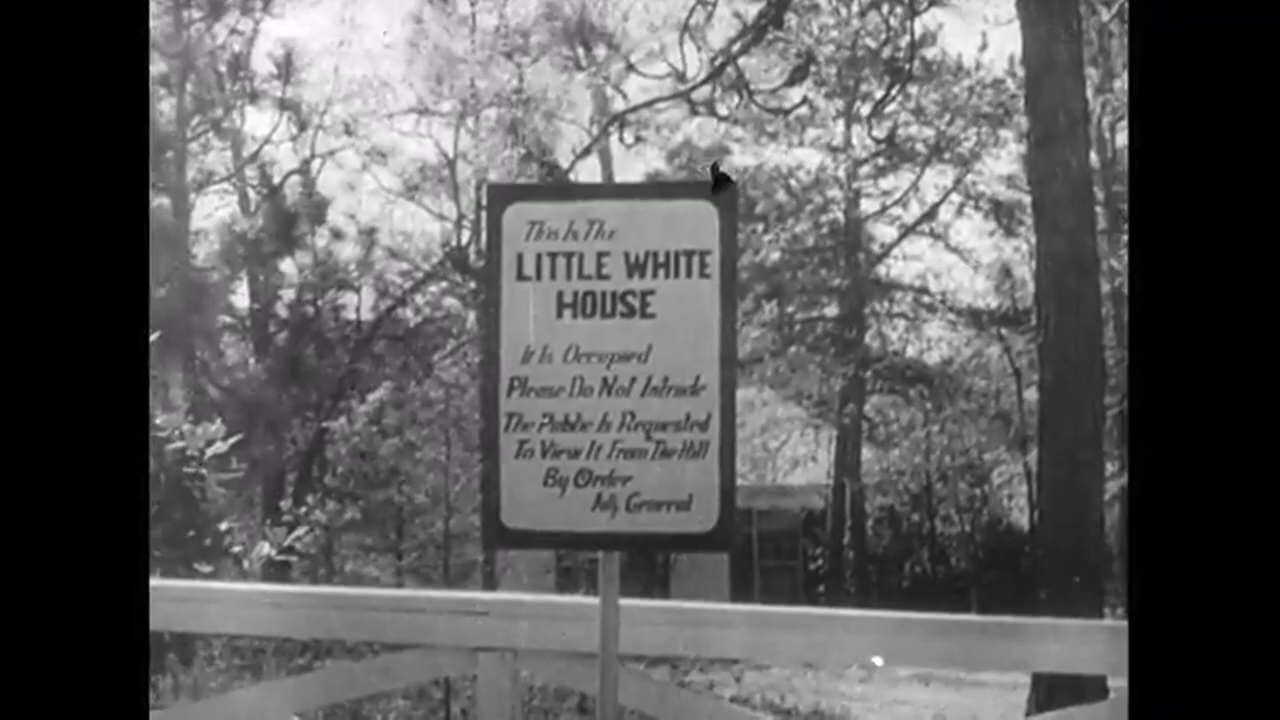 This Is The
LITTLE WHITE
HOUSE
It Is Occupied
Please Do Not Intrude
The Public Is Requested
To View It From The Hill
By Order
Adj. General